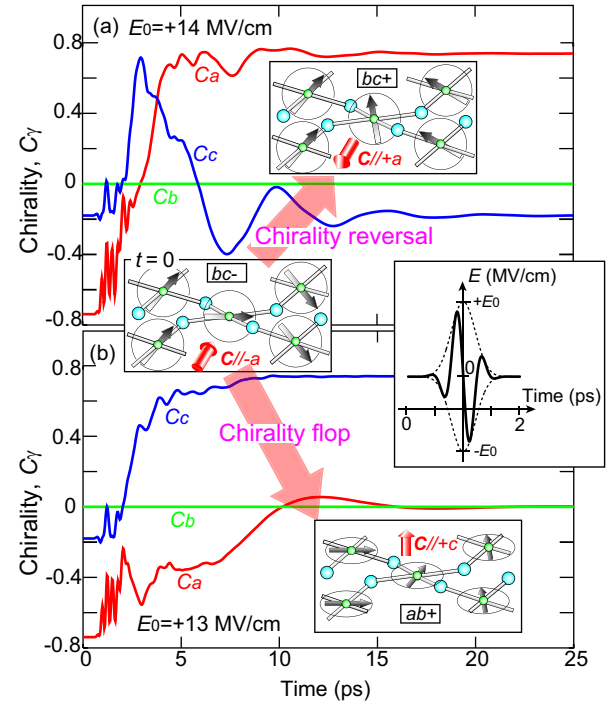 (a) E0=+14 MV/cm
0.8
0.4
0
-0.4
-0.8
Chirality, Cγ
Ca
Cc
Cb
bc+
C//+a
Chirality reversal
t = 0
bc-
C//-a
E (MV/cm)
+E0
0
Time (ps)
0
1
2
-E0
(b)
0.8
0.4
0
-0.4
-0.8
Chirality, Cγ
Cc
Cb
Ca
Chirality flop
C//+c
ab+
E0=+13 MV/cm
0 5 10 15 20 25
Time (ps)